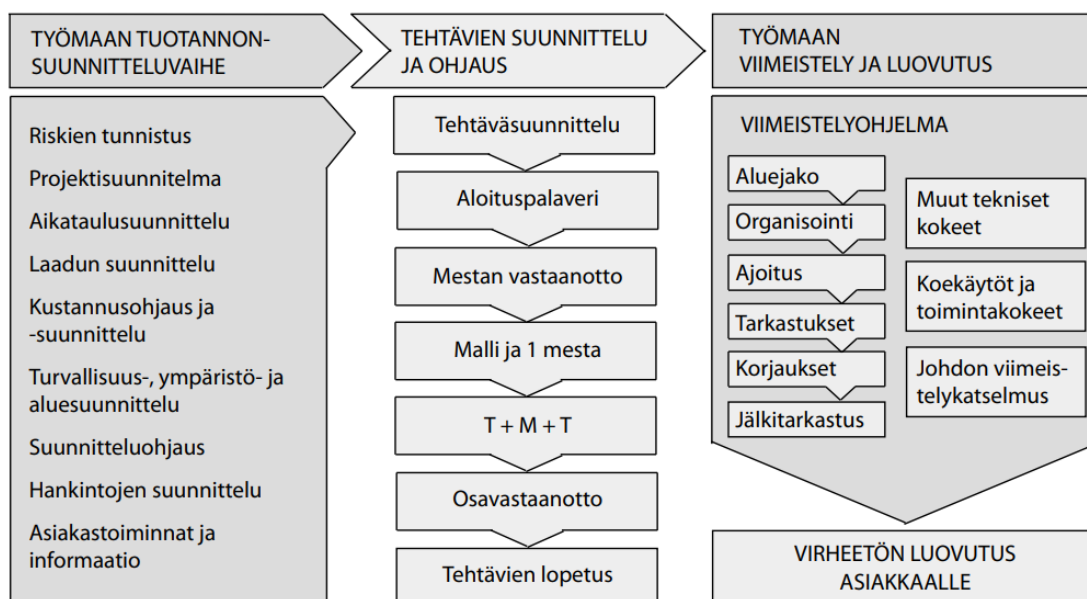 TYÖMAAN TUOTANNON-
SUUNNITTELUVAIHE
Riskien tunnistus
Projektisuunnitelma
Aikataulusuunnittelu
Laadun suunnittelu
Kustannusohjaus ja
-suunnittelu
Turvallisuus-, ympäristö- ja
aluesuunnittelu
Suunnitteluohjaus
Hankintojen suunnittelu
Asiakastoiminnat ja
informaatio
TEHTÄVIEN SUUNNITTELU
JA OHJAUS
Tehtäväsuunnittelu
Aloituspalaveri
Mestan vastaanotto
Malli ja 1 mesta
T + M + T
Osavastaanotto
Tehtävien lopetus
TYÖMAAN
VIIMEISTELY JA LUOVUTUS
VIIMEISTELYOHJELMA
Aluejako
Organisointi
Ajoitus
Tarkastukset
Korjaukset
Jälkitarkastus
Muut tekniset
kokeet
Koekäytöt ja
toimintakokeet
Johdon viimeis-
telykatselmus
VIRHEETÖN LUOVUTUS
ASIAKKAALLE